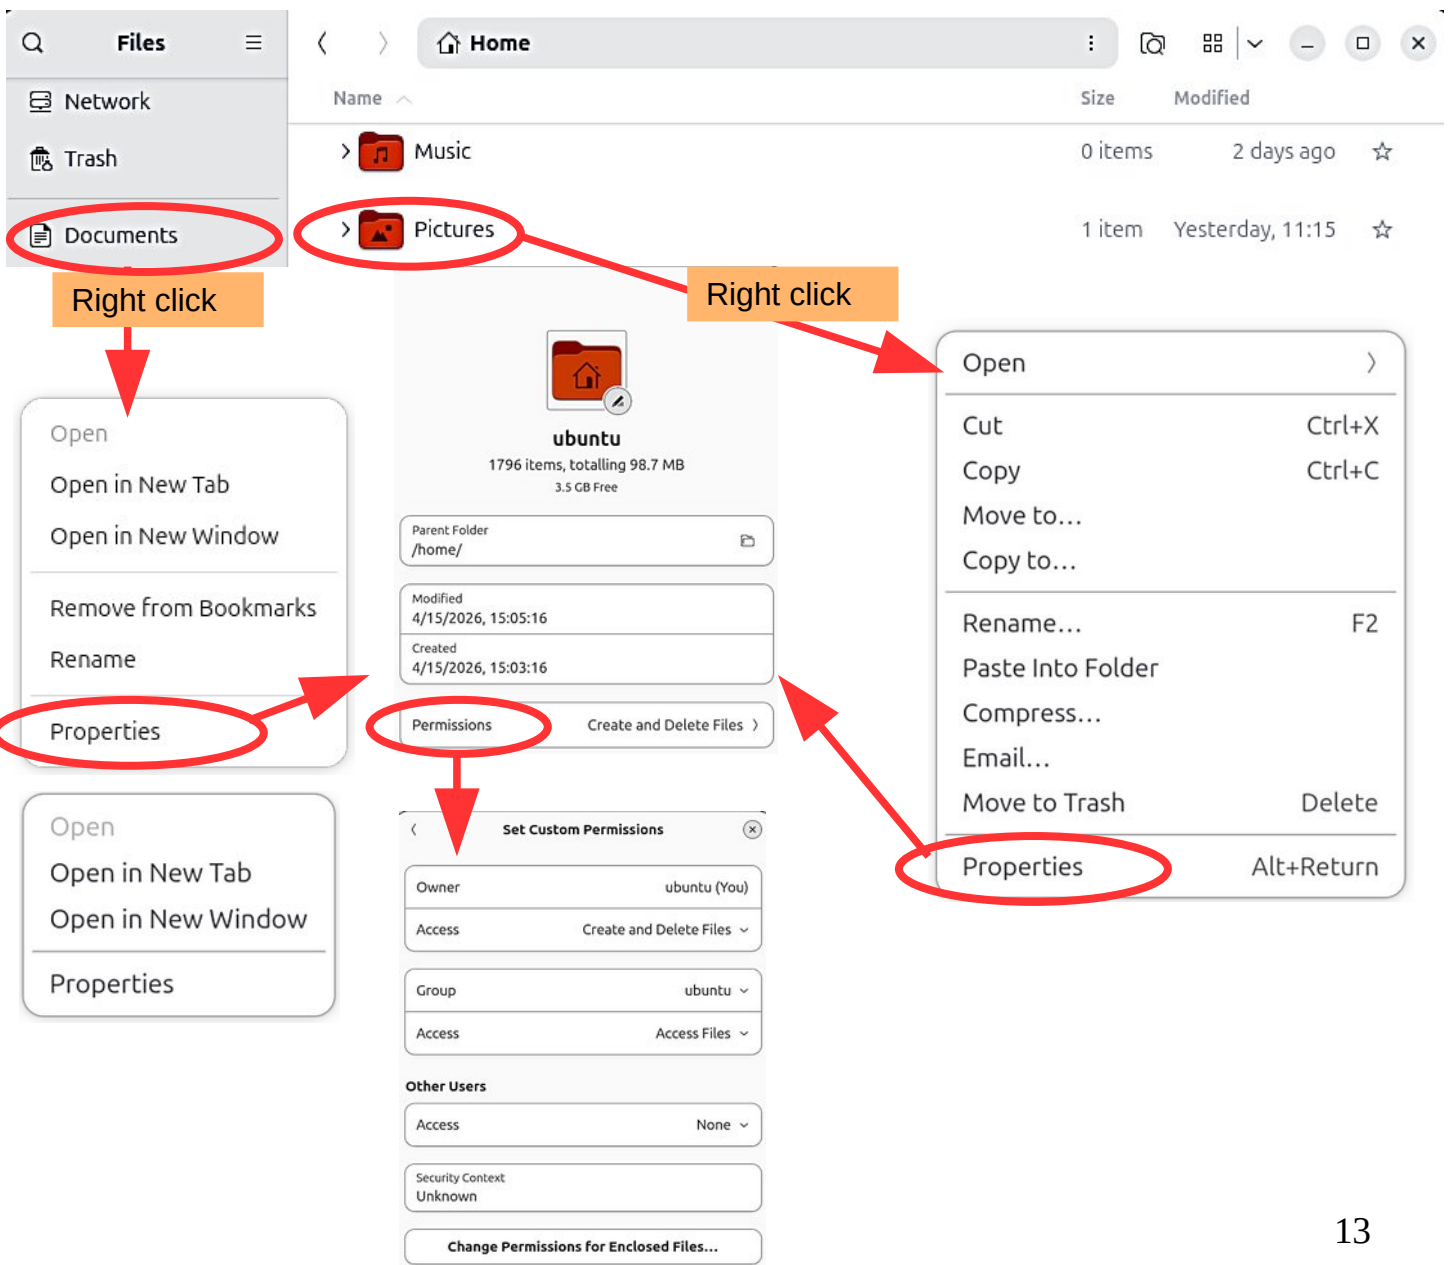 Files
Home
Network
Name
Size
Modified
Trash
Music
0 items
2 days ago
Documents
Pictures
1 item
Yesterday, 11:15
Right click
Right click
Open
Open in New Tab
Open in New Window
Remove from Bookmarks
Rename
Properties
Open
Open in New Tab
Open in New Window
Properties
ubuntu
1796 items, totalling 98.7 MB
3.5 GB Free
Parent Folder
/home/
Modified
4/15/2026, 15:05:16
Created
4/15/2026, 15:03:16
Permissions
Create and Delete Files
Set Custom Permissions
Owner
ubuntu (You)
Access
Create and Delete Files
Group
ubuntu
Access
Access Files
Other Users
Access
None
Security Context
Unknown
Change Permissions for Enclosed Files...
Open
Cut Ctrl+X
Copy Ctrl+C
Move to...
Copy to...
Rename... F2
Paste Into Folder
Compress...
Email...
Move to Trash Delete
Properties Alt+Return
13